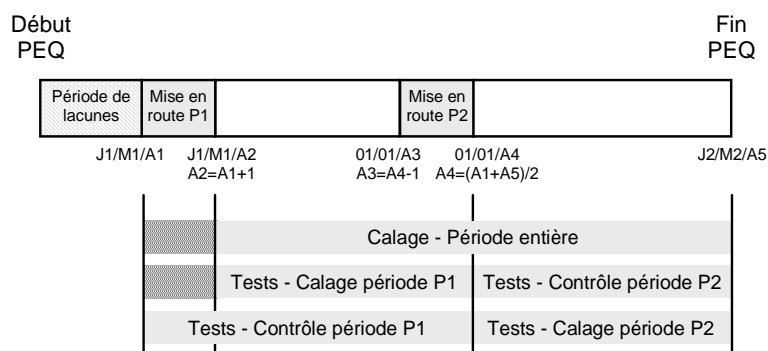 Début
PEQ
Fin
PEQ
Période de
lacunes
Mise en
route P1
Mise en
route P2
J1/M1/A1
J1/M1/A2
A2=A1+1
01/01/A3
A3=A4-1
01/01/A4
A4=(A1+A5)/2
J2/M2/A5
Calage - Période entière
Tests - Calage période P1
Tests - Contrôle période P2
Tests - Contrôle période P1
Tests - Calage période P2